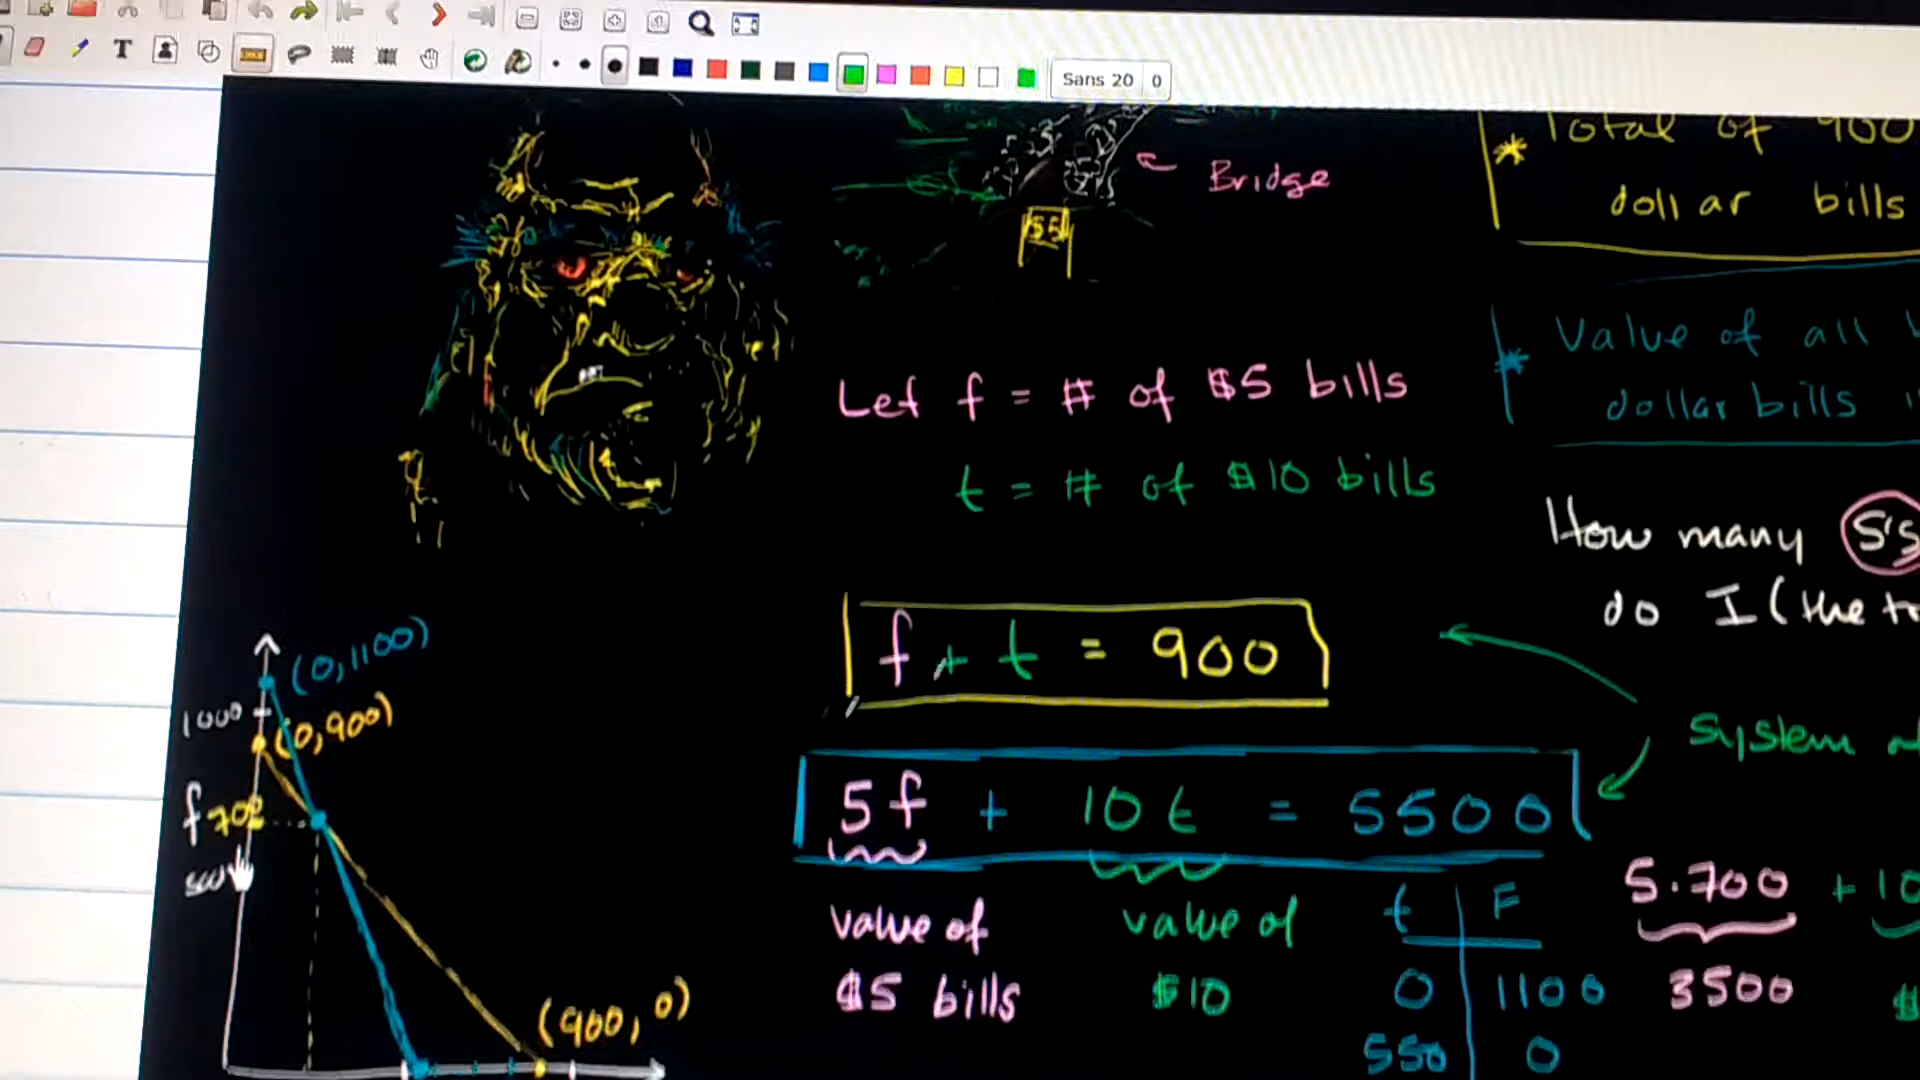 Sans 20 0
Bridge
Total of 900
dollar bills
Value of all
dollar bills
Let f = # of $5 bills
t = # of $10 bills
How many 5's
do I (the
f + t = 900
System
5f + 10t = 5500
value of
$5 bills
value of
$10
t F
0 1100
550 0
5.700 + 10
3500
$
(0,1100)
1000
(0,900)
f
700
500
(900, 0)